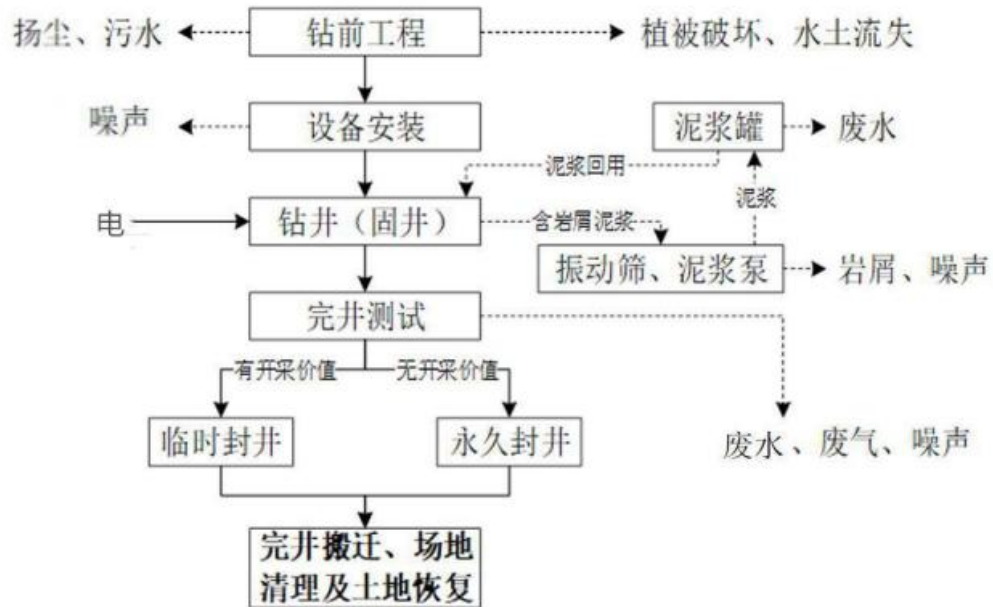 扬尘、污水
钻前工程
植被破坏、水土流失
噪声
设备安装
泥浆罐
废水
泥浆回用
泥浆
电
钻井（固井）
含岩屑泥浆
振动筛、泥浆泵
岩屑、噪声
完井测试
有开采价值
无开采价值
临时封井
永久封井
废水、废气、噪声
完井搬迁、场地
清理及土地恢复